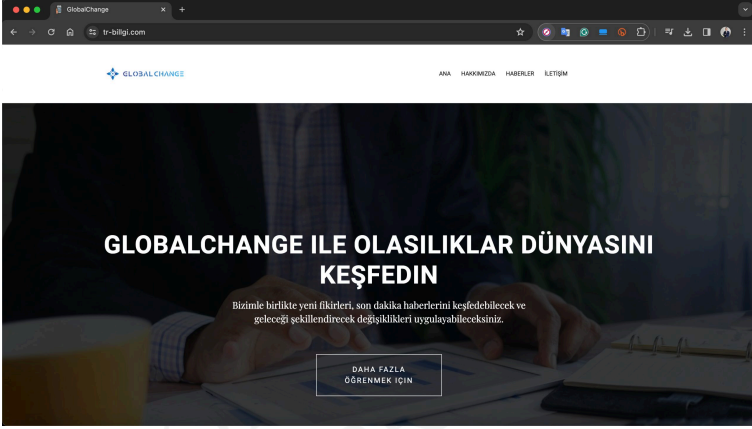 GlobalChange
tr-biligi.com
GLOBALCHANGE
ANA HAKKIMIZDA HABERLER İLETİŞİM
GLOBALCHANGE ILE OLASILIKLAR DÜNYASINI
KEŞFEDIN
Bizimle birlikte yeni fikirleri, son dakika haberlerini keşfedebilecek ve
geleceği şekillendirecek değişiklikleri uygulayabileceksiniz.
DAHA FAZLA
ÖĞRENMEK IÇIN